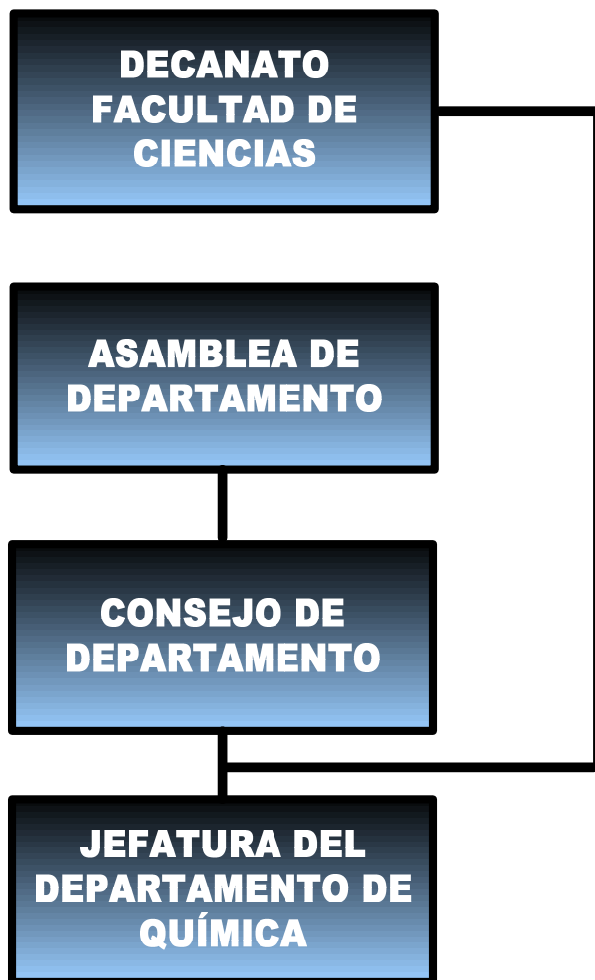 DECANATO
FACULTAD DE
CIENCIAS
ASAMBLEA DE
DEPARTAMENTO
CONSEJO DE
DEPARTAMENTO
JEFATURA DEL
DEPARTAMENTO DE
QUÍMICA